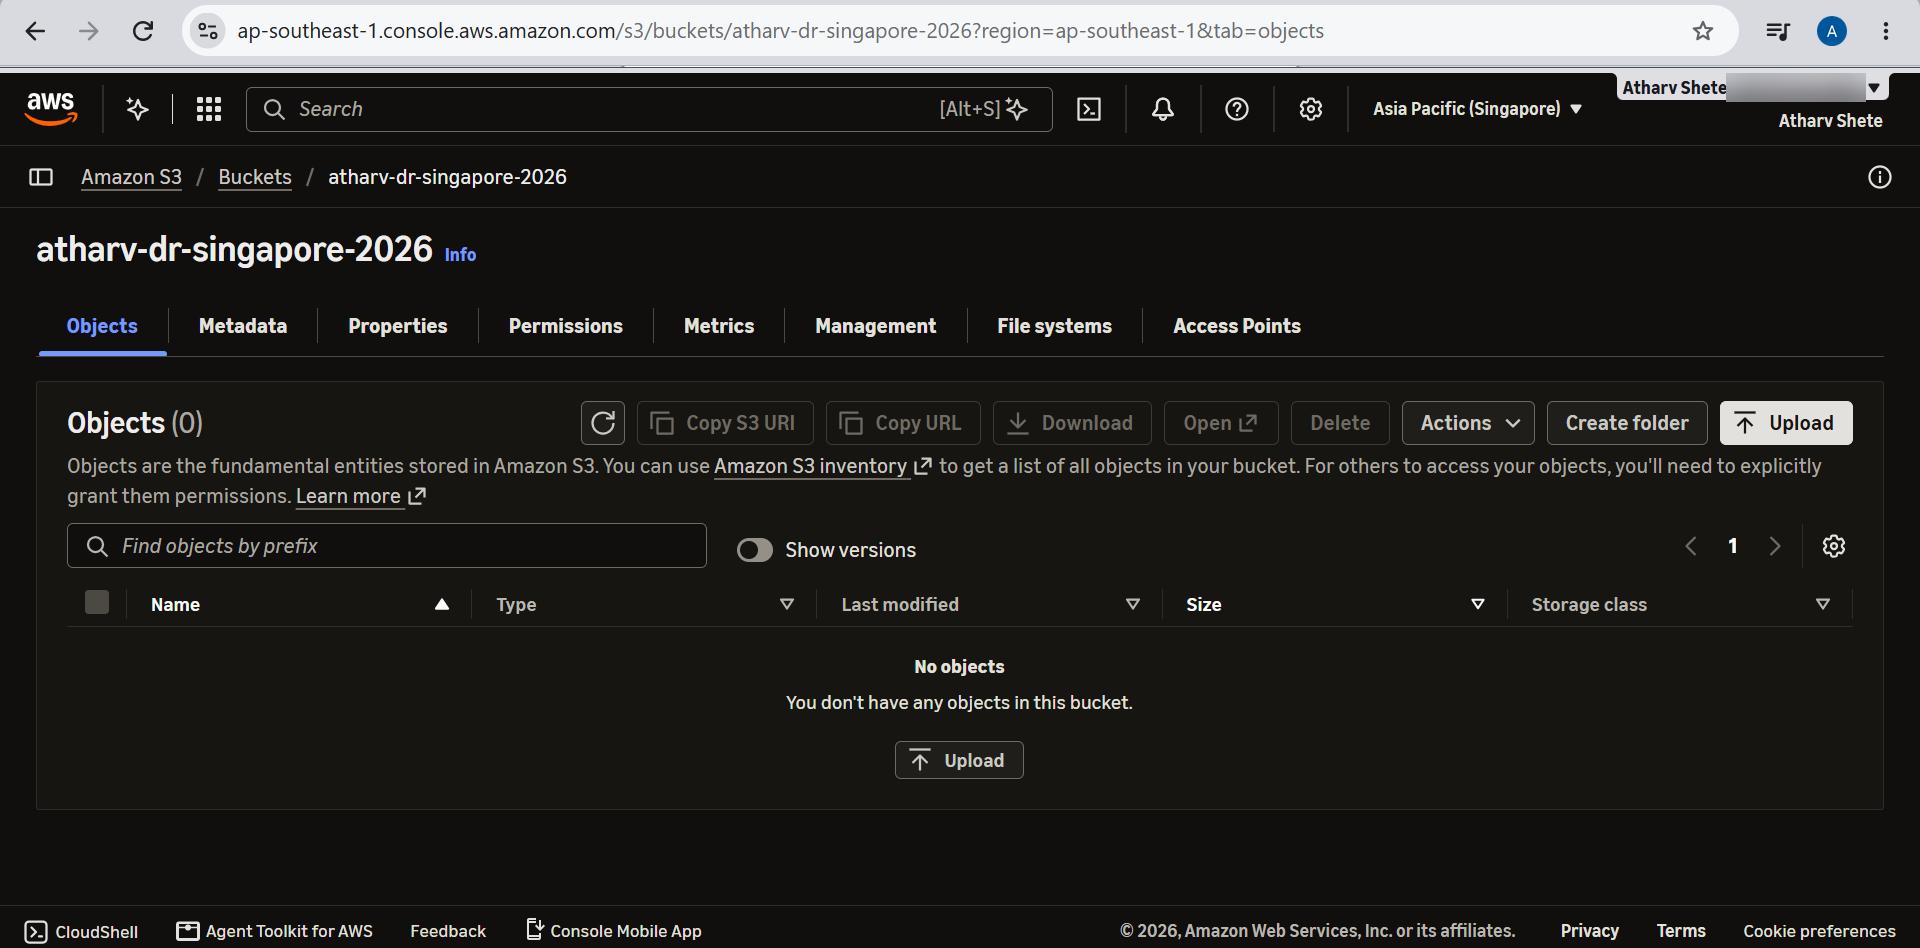 ap-southeast-1.console.aws.amazon.com/s3/buckets/atharv-dr-singapore-2026?region=ap-southeast-1&tab=objects
A
aws
Search
[Alt+S]
Asia Pacific (Singapore)
Atharv Shete
Atharv Shete
Amazon S3 / Buckets / atharv-dr-singapore-2026
atharv-dr-singapore-2026 Info
Objects Metadata Properties Permissions Metrics Management File systems Access Points
Objects (0)
Copy S3 URI Copy URL Download Open Delete Actions Create folder Upload
Objects are the fundamental entities stored in Amazon S3. You can use Amazon S3 inventory to get a list of all objects in your bucket. For others to access your objects, you'll need to explicitly
grant them permissions. Learn more
Find objects by prefix
Show versions
1
Name Type Last modified Size Storage class
No objects
You don't have any objects in this bucket.
Upload
CloudShell Agent Toolkit for AWS Feedback Console Mobile App © 2026, Amazon Web Services, Inc. or its affiliates. Privacy Terms Cookie preferences